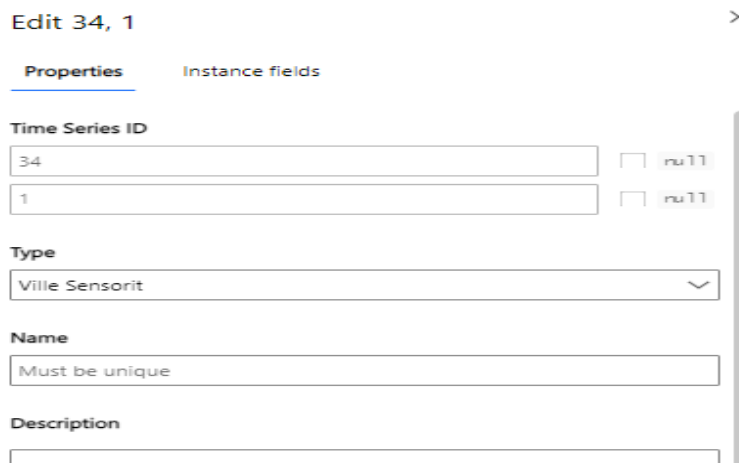 Edit 34, 1
Properties Instance fields
Time Series ID
34 null
1 null
Type
Ville Sensorit
Name
Must be unique
Description